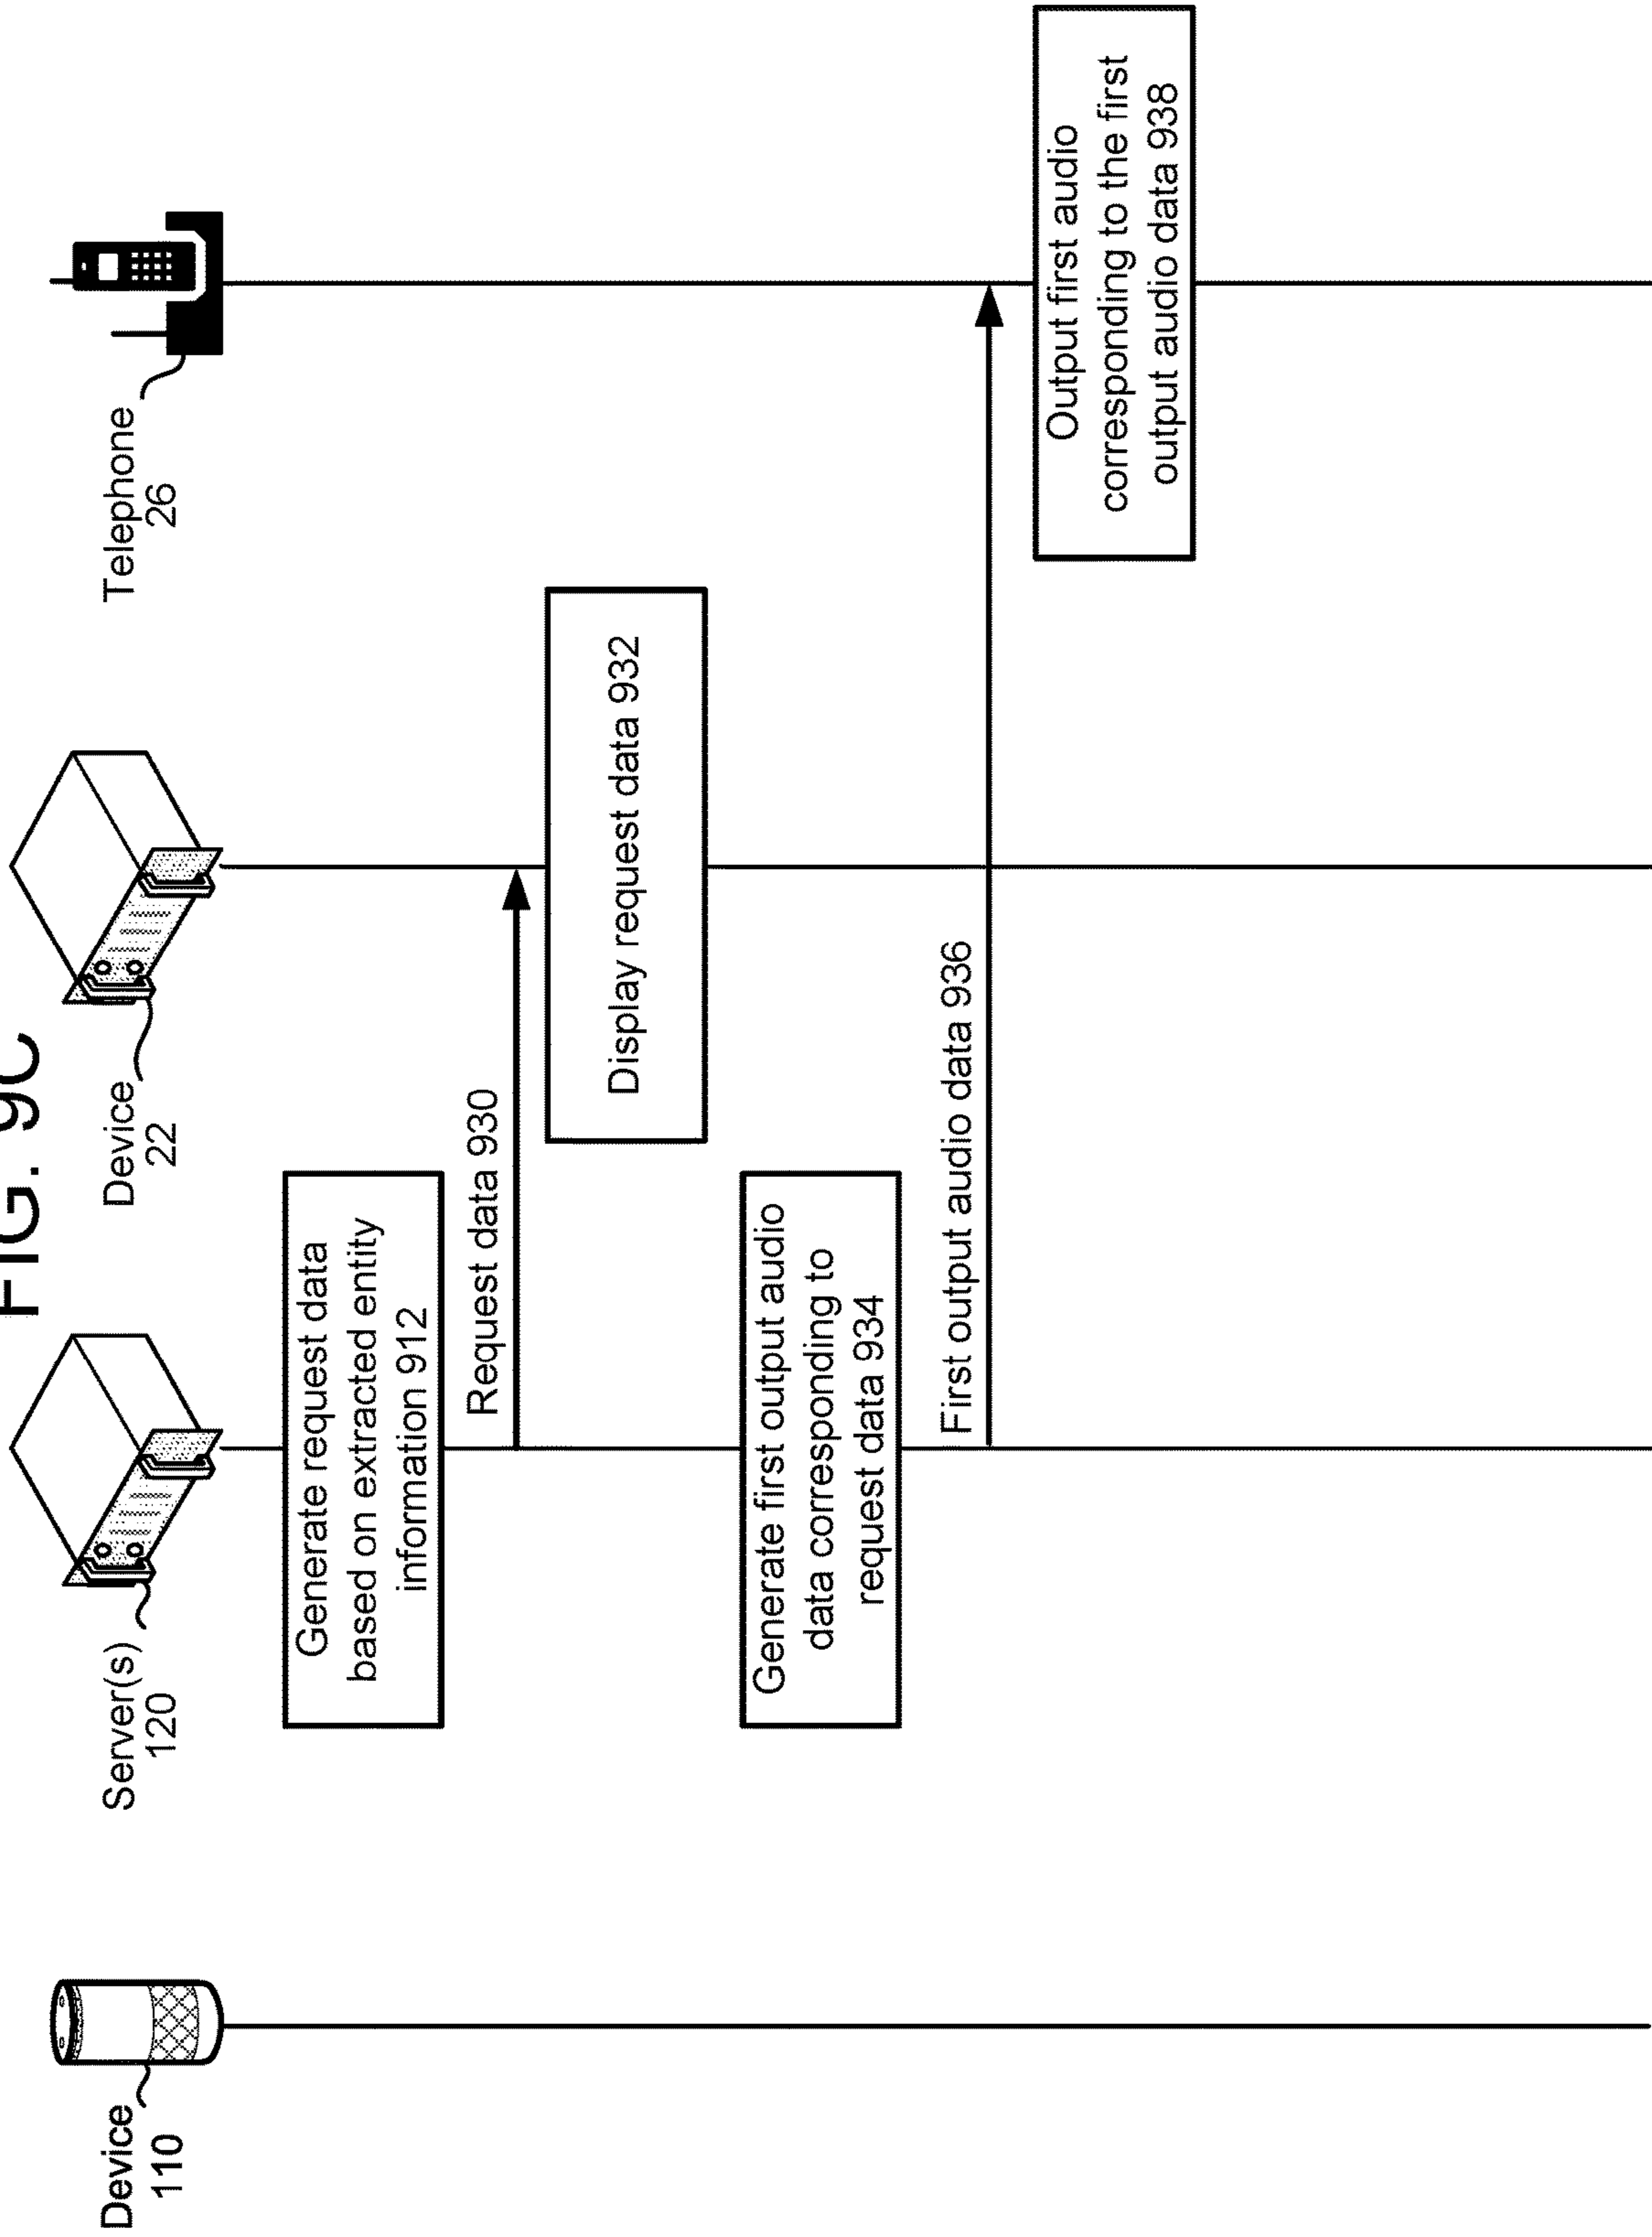 FIG. 9C
Device
110
Server(s)
120
Device
22
Telephone
26
Generate request data
based on extracted entity
information 912
Request data 930
Display request data 932
Generate first output audio
data corresponding to
request data 934
First output audio data 936
Output first audio
corresponding to the first
output audio data 938